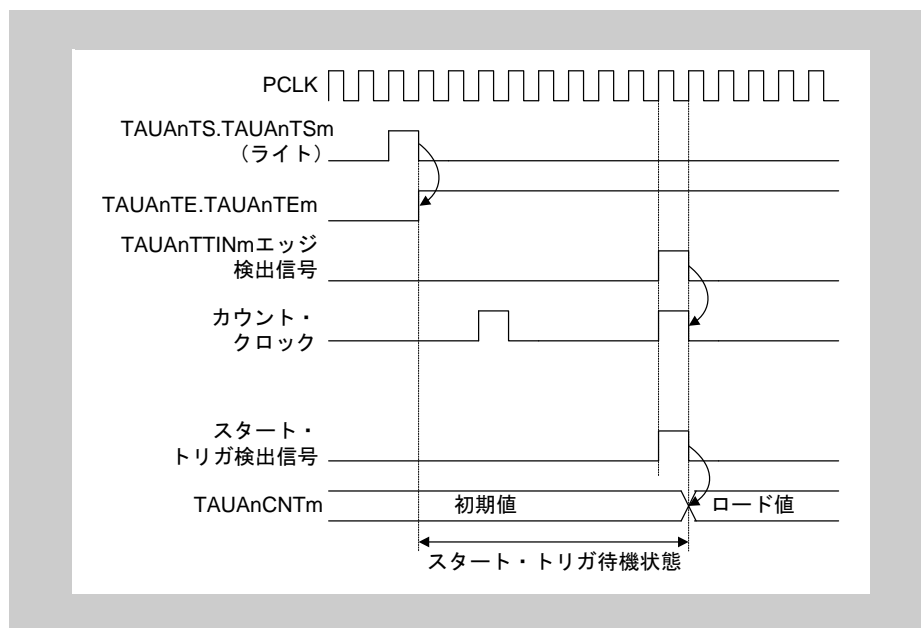 PCLK
TAUAnTS.TAUAnTSm
（ライト）
TAUAnTE.TAUAnTEm
TAUAnTTINmエッジ
検出信号
カウント・
クロック
スタート・
トリガ検出信号
TAUAnCNTm
初期値
ロード値
スタート・トリガ待機状態